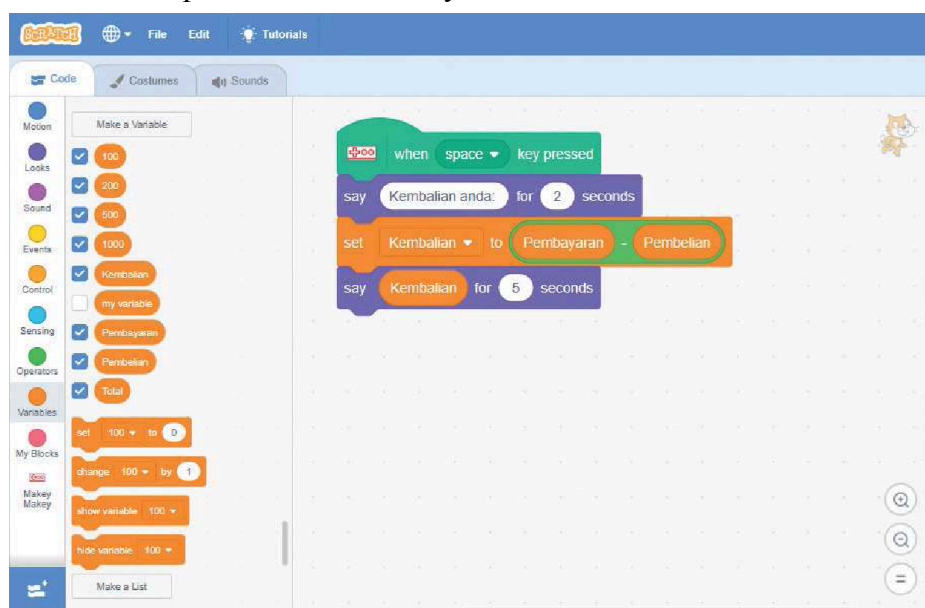 SCRATCH File Edit Tutorials
Code Costumes Sounds
Motion
Looks
Sound
Events
Control
Sensing
Operators
Variables
My Blocks
Makey
Makey
Make a Variable
100
200
500
1000
Kembalian
my variable
Pembayaran
Pembelian
Total
set 100 to 0
change 100 by 1
show variable 100
hide variable 100
Make a List
when space key pressed
say Kembalian anda: for 2 seconds
set Kembalian to Pembayaran - Pembelian
say Kembalian for 5 seconds